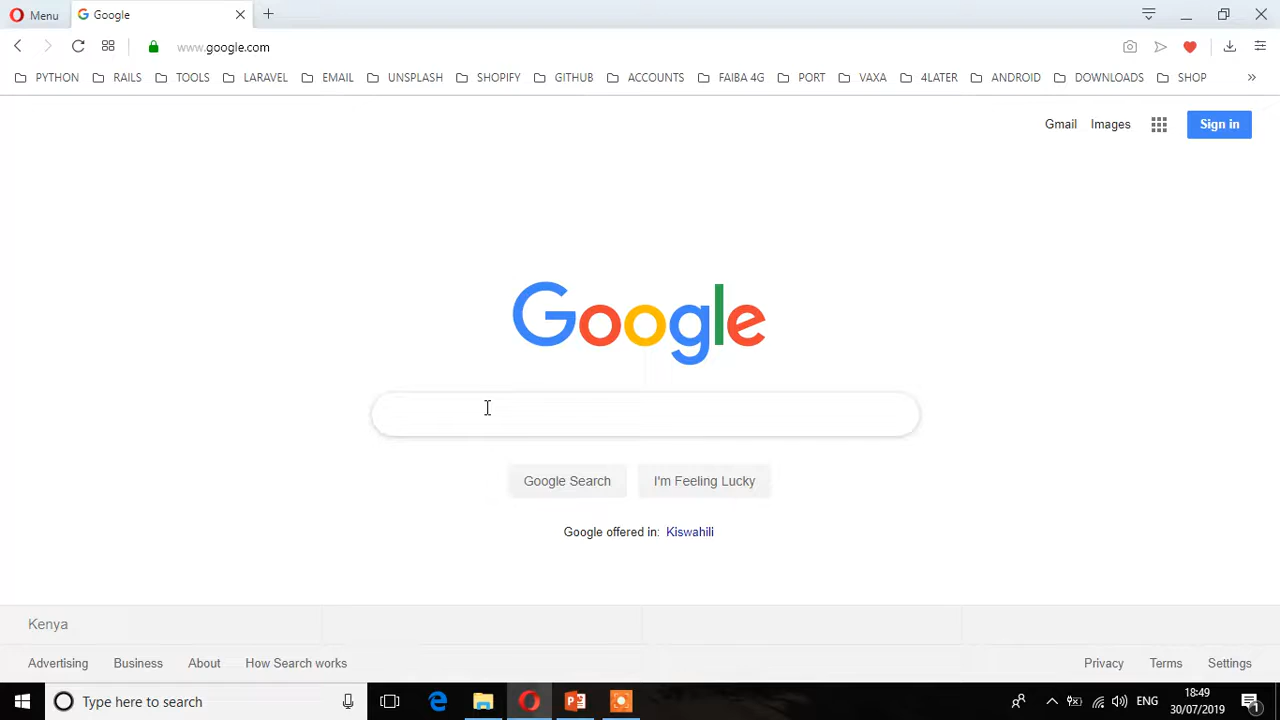 Menu Google
www.google.com
PYTHON RAILS TOOLS LARAVEL EMAIL UNSPLASH SHOPIFY GITHUB ACCOUNTS FAIBA 4G PORT VAXA 4LATER ANDROID DOWNLOADS SHOP »
Gmail Images Sign in
Google
Google Search I'm Feeling Lucky
Google offered in: Kiswahili
Kenya
Advertising Business About How Search works Privacy Terms Settings
Type here to search ENG 18:49
30/07/2019 1